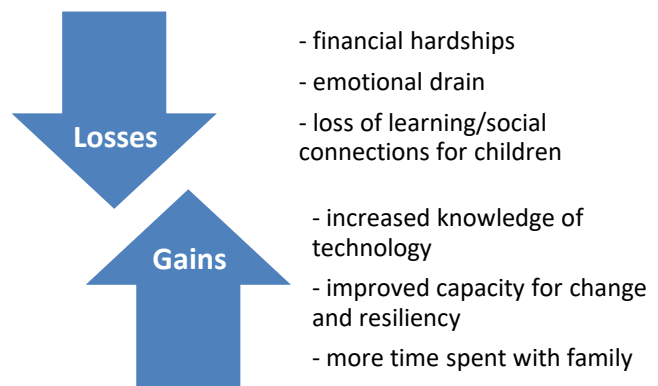 Losses
- financial hardships
- emotional drain
- loss of learning/social
connections for children
Gains
- increased knowledge of
technology
- improved capacity for change
and resiliency
- more time spent with family